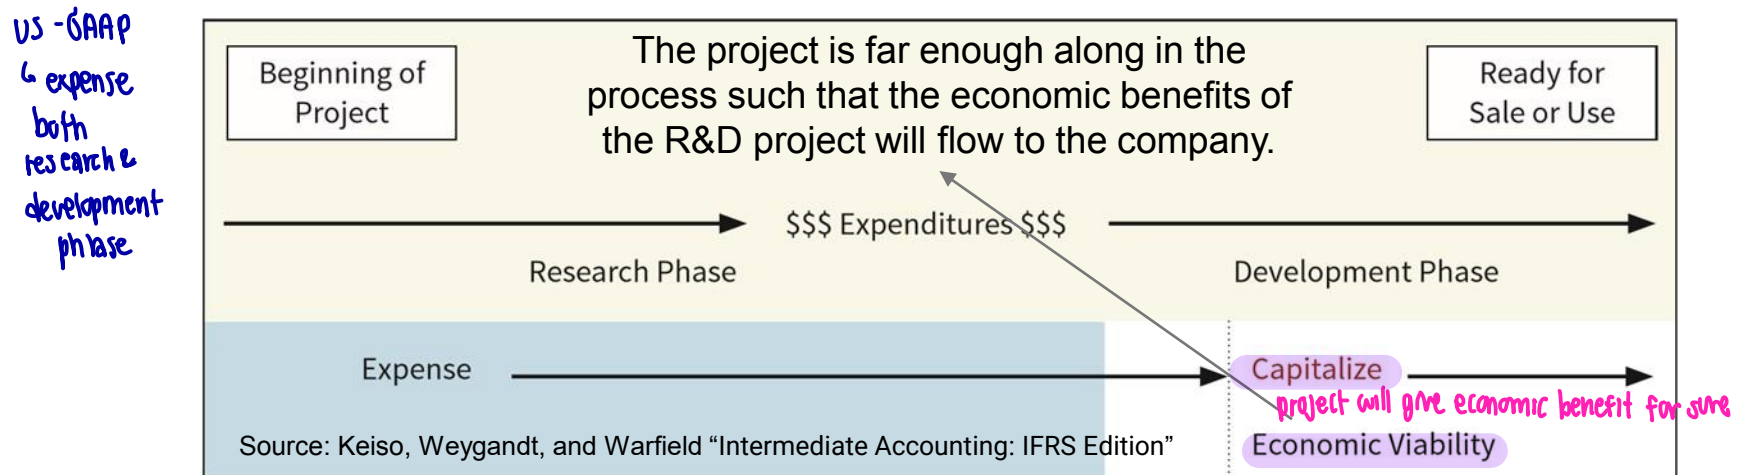 US - GAAP
↳ expense
both
research &
development
phase
Beginning of
Project
The project is far enough along in the
process such that the economic benefits of
the R&D project will flow to the company.
Ready for
Sale or Use
$$$ Expenditures $$$
Research Phase
Development Phase
Expense
Capitalize
project will give economic benefit for sure
Source: Keiso, Weygandt, and Warfield “Intermediate Accounting: IFRS Edition”
Economic Viability